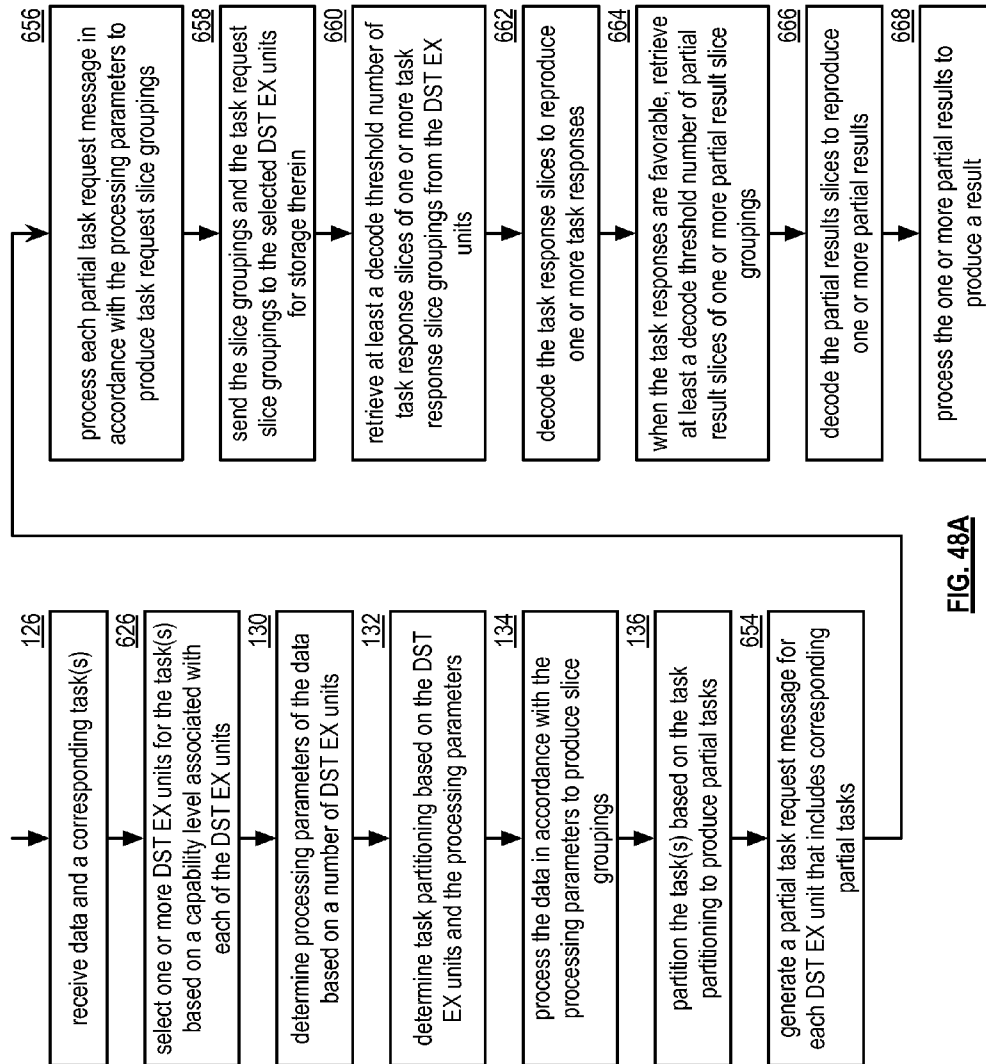 126
receive data and a corresponding task(s)
626
select one or more DST EX units for the task(s)
based on a capability level associated with
each of the DST EX units
130
determine processing parameters of the data
based on a number of DST EX units
132
determine task partitioning based on the DST
EX units and the processing parameters
134
process the data in accordance with the
processing parameters to produce slice
groupings
136
partition the task(s) based on the task
partitioning to produce partial tasks
654
generate a partial task request message for
each DST EX unit that includes corresponding
partial tasks
656
process each partial task request message in
accordance with the processing parameters to
produce task request slice groupings
658
send the slice groupings and the task request
slice groupings to the selected DST EX units
for storage therein
660
retrieve at least a decode threshold number of
task response slices of one or more task
response slice groupings from the DST EX
units
662
decode the task response slices to reproduce
one or more task responses
664
when the task responses are favorable, retrieve
at least a decode threshold number of partial
result slices of one or more partial result slice
groupings
666
decode the partial results slices to reproduce
one or more partial results
668
process the one or more partial results to
produce a result
FIG. 48A